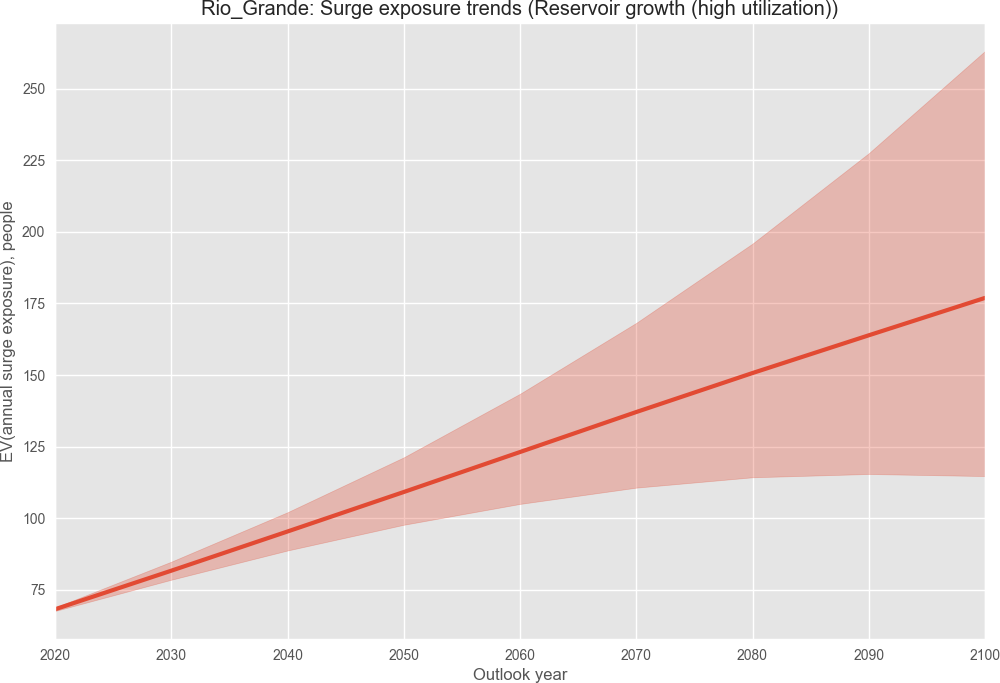 Rio_Grande: Surge exposure trends (Reservoir growth (high utilization))
EV(annual surge exposure), people
250
225
200
175
150
125
100
75
2020 2030 2040 2050 2060 2070 2080 2090 2100
Outlook year